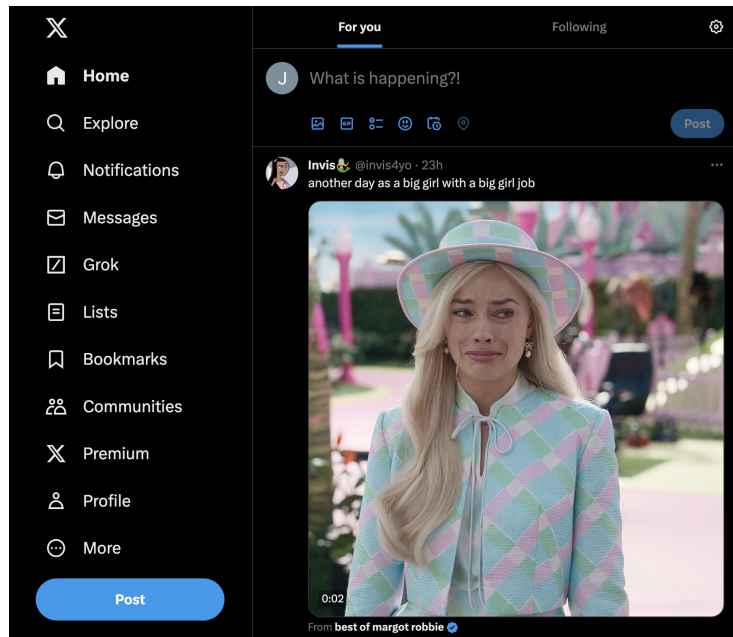 Home
Explore
Notifications
Messages
Grok
Lists
Bookmarks
Communities
Premium
Profile
More
Post
For you
Following
J
What is happening?!
GIF
Post
Invis @invis4yo · 23h
another day as a big girl with a big girl job
0:02
From best of margot robbie